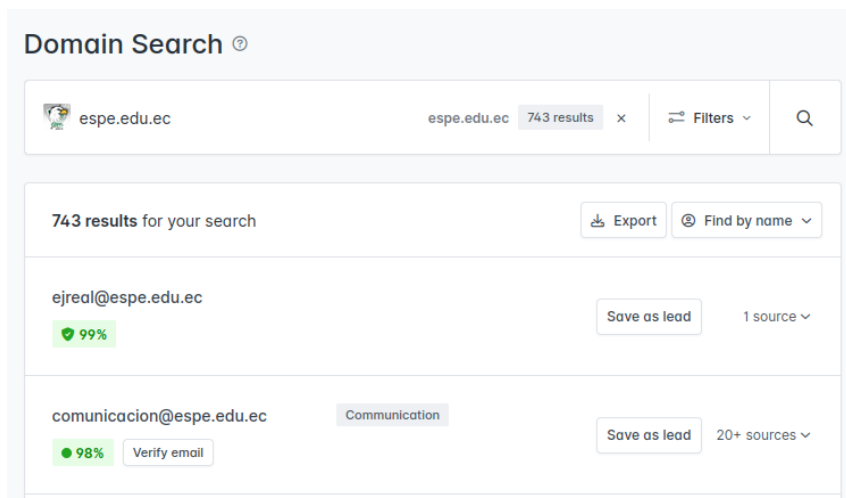 Domain Search
espe.edu.ec espe.edu.ec 743 results × Filters
743 results for your search Export Find by name
ejreal@espe.edu.ec
99%
Save as lead 1 source
comunicacion@espe.edu.ec Communication
98% Verify email
Save as lead 20+ sources